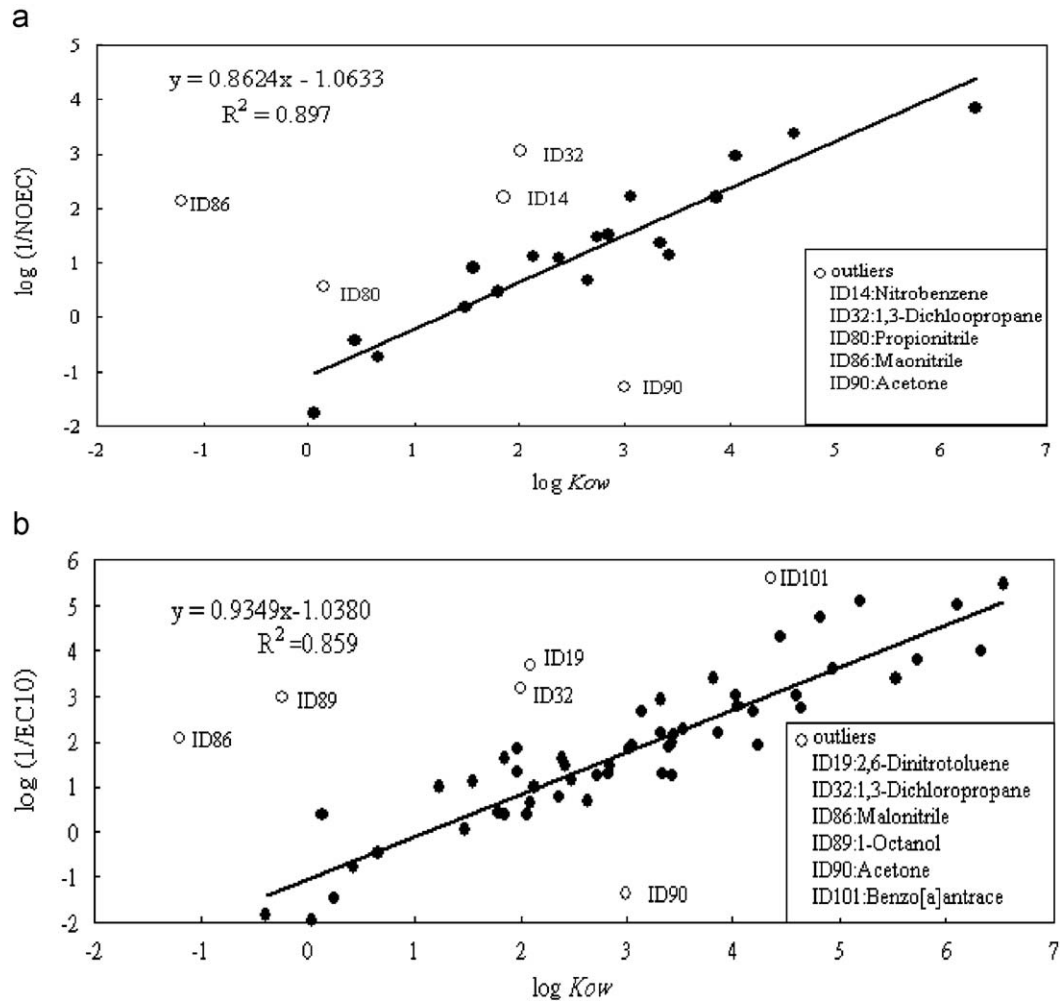 a
y = 0.8624x - 1.0633
R² = 0.897
log (1/NOEC)
5
4
3
2
1
0
-1
-2
ID86
ID80
ID32
ID14
ID90
outliers
ID14:Nitrobenzene
ID32:1,3-Dichloopropane
ID80:Propionitrile
ID86:Maonitrile
ID90:Acetone
-2 -1 0 1 2 3 4 5 6 7
log Kow
b
y = 0.9349x-1.0380
R² =0.859
log (1/EC10)
6
5
4
3
2
1
0
-1
-2
ID101
ID19
ID32
ID89
ID86
ID90
outliers
ID19:2,6-Dinitrotoluene
ID32:1,3-Dichloropropane
ID86:Malonitrile
ID89:1-Octanol
ID90:Acetone
ID101:Benzo[a]antrace
-2 -1 0 1 2 3 4 5 6 7
log Kow